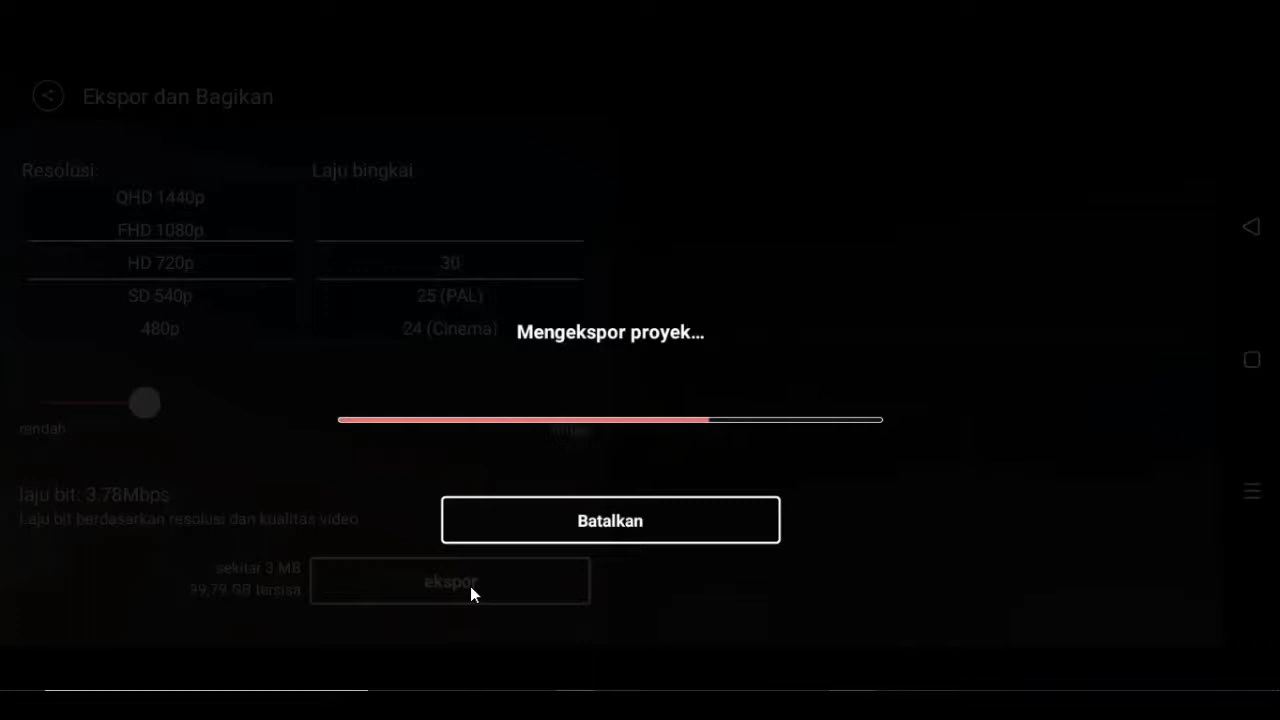 Ekspor dan Bagikan
Resolusi:
Laju bingkai
QHD 1440p
FHD 1080p
HD 720p
30
SD 540p
25 (PAL)
480p
24 (Cinema)
Mengekspor proyek...
rendah
laju bit: 3.78Mbps
Laju bit berdasarkan resolusi dan kualitas video
Batalkan
sekitar 3 MB
ekspor
39,79 GB tersisa